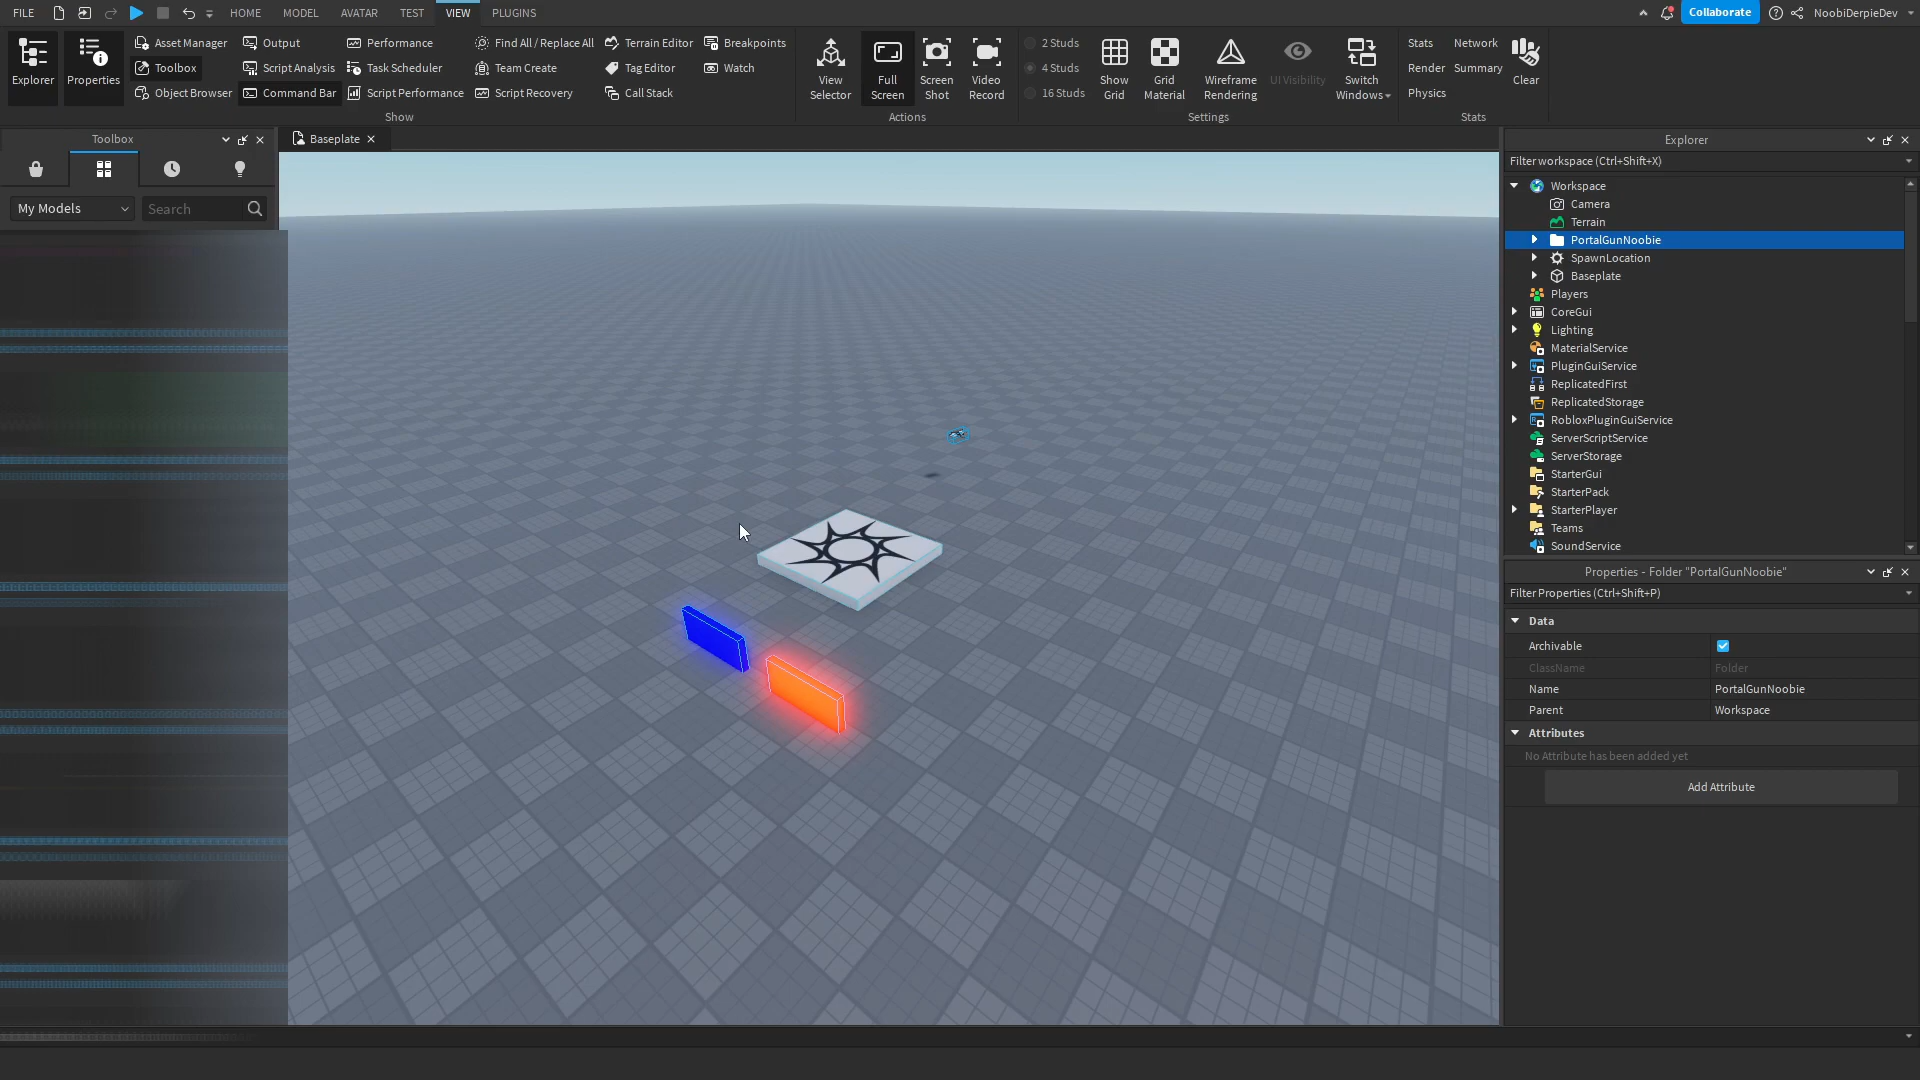 FILE HOME MODEL AVATAR TEST VIEW PLUGINS Collaborate NoobiDerpieDev
Explorer
Properties
Asset Manager
Toolbox
Object Browser
Output
Script Analysis
Command Bar
Performance
Task Scheduler
Script Performance
Find All / Replace All
Team Create
Script Recovery
Terrain Editor
Tag Editor
Call Stack
Breakpoints
Watch
Show
View
Selector
Full
Screen
Screen
Shot
Video
Record
Actions
2 Studs
4 Studs
16 Studs
Show
Grid
Grid
Material
Wireframe
Rendering
UI Visibility
Switch
Windows
Settings
Stats
Render
Physics
Network
Summary
Clear
Stats
Toolbox
My Models
Search
Baseplate
Explorer
Filter workspace (Ctrl+Shift+X)
Workspace
Camera
Terrain
PortalGunNoobie
SpawnLocation
Baseplate
Players
CoreGui
Lighting
MaterialService
PluginGuiService
ReplicatedFirst
ReplicatedStorage
RobloxPluginGuiService
ServerScriptService
ServerStorage
StarterGui
StarterPack
StarterPlayer
Teams
SoundService
Properties - Folder "PortalGunNoobie"
Filter Properties (Ctrl+Shift+P)
Data
Archivable
ClassName Folder
Name PortalGunNoobie
Parent Workspace
Attributes
No Attribute has been added yet
Add Attribute